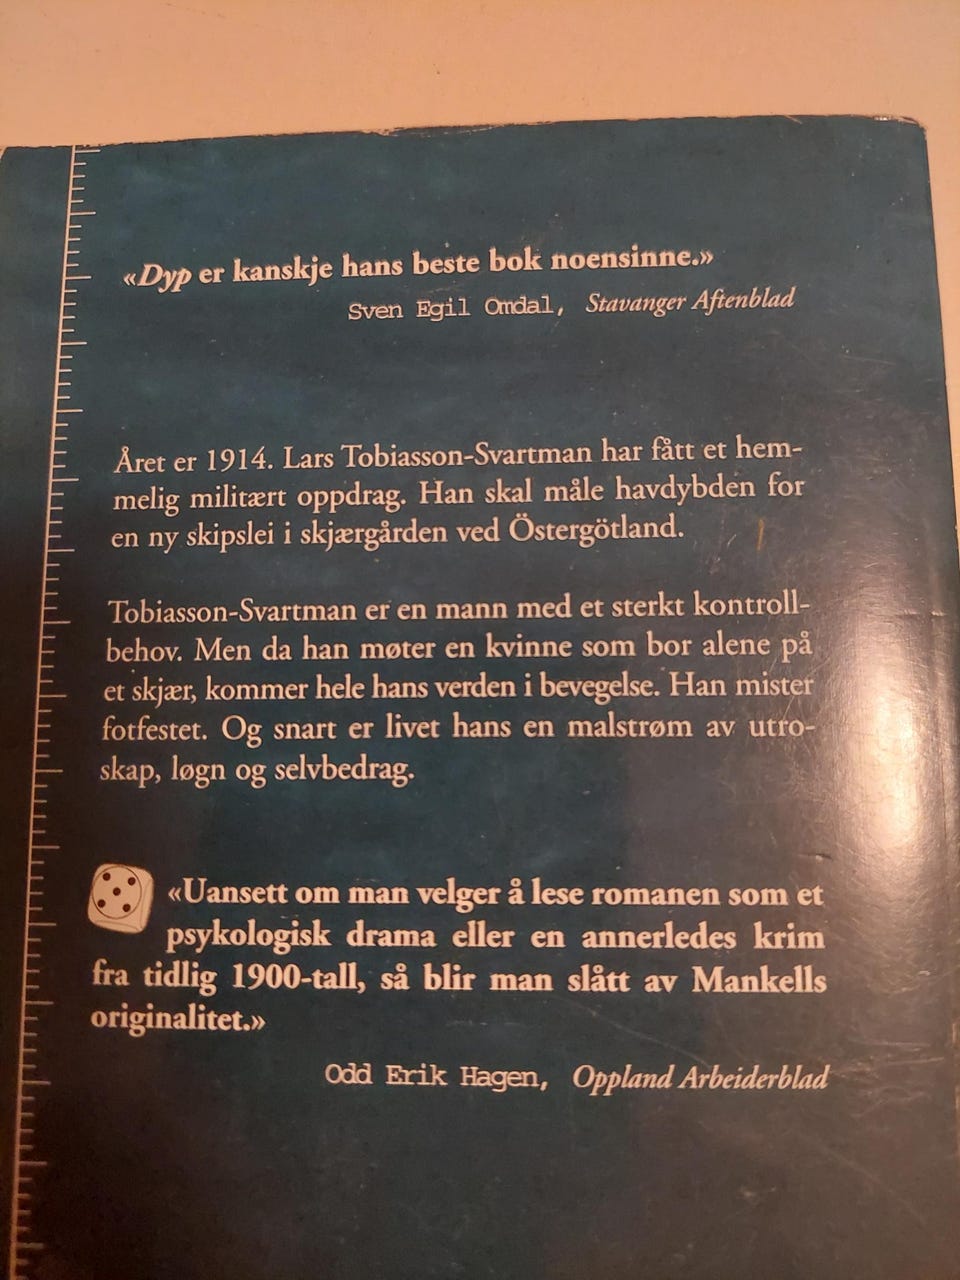 «Dyp er kanskje hans beste bok noensinne.»
Sven Egil Omdal, Stavanger Aftenblad
Året er 1914. Lars Tobiasson-Svartman har fått et hem-
melig militært oppdrag. Han skal måle havdybden for
en ny skipslei i skjærgården ved Östergötland.
Tobiasson-Svartman er en mann med et sterkt kontroll-
behov. Men da han møter en kvinne som bor alene på
et skjær, kommer hele hans verden i bevegelse. Han mister
fotfestet. Og snart er livet hans en malstrøm av utro-
skap, løgn og selvbedrag.
«Uansett om man velger å lese romanen som et
psykologisk drama eller en annerledes krim
fra tidlig 1900-tall, så blir man slått av Mankells
originalitet.»
Odd Erik Hagen, Oppland Arbeiderblad